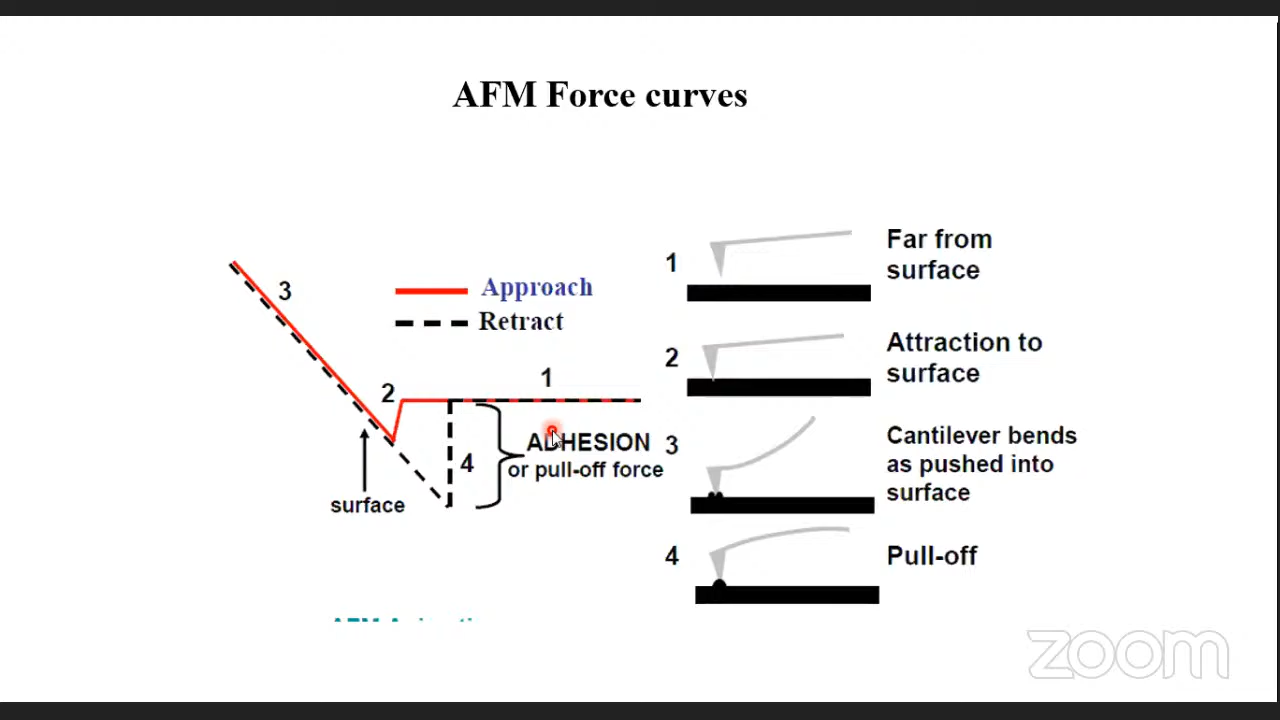 AFM Force curves
3
Approach
Retract
2
1
4
ADHESION
or pull-off force
surface
1
Far from
surface
2
Attraction to
surface
3
Cantilever bends
as pushed into
surface
4
Pull-off
zoom